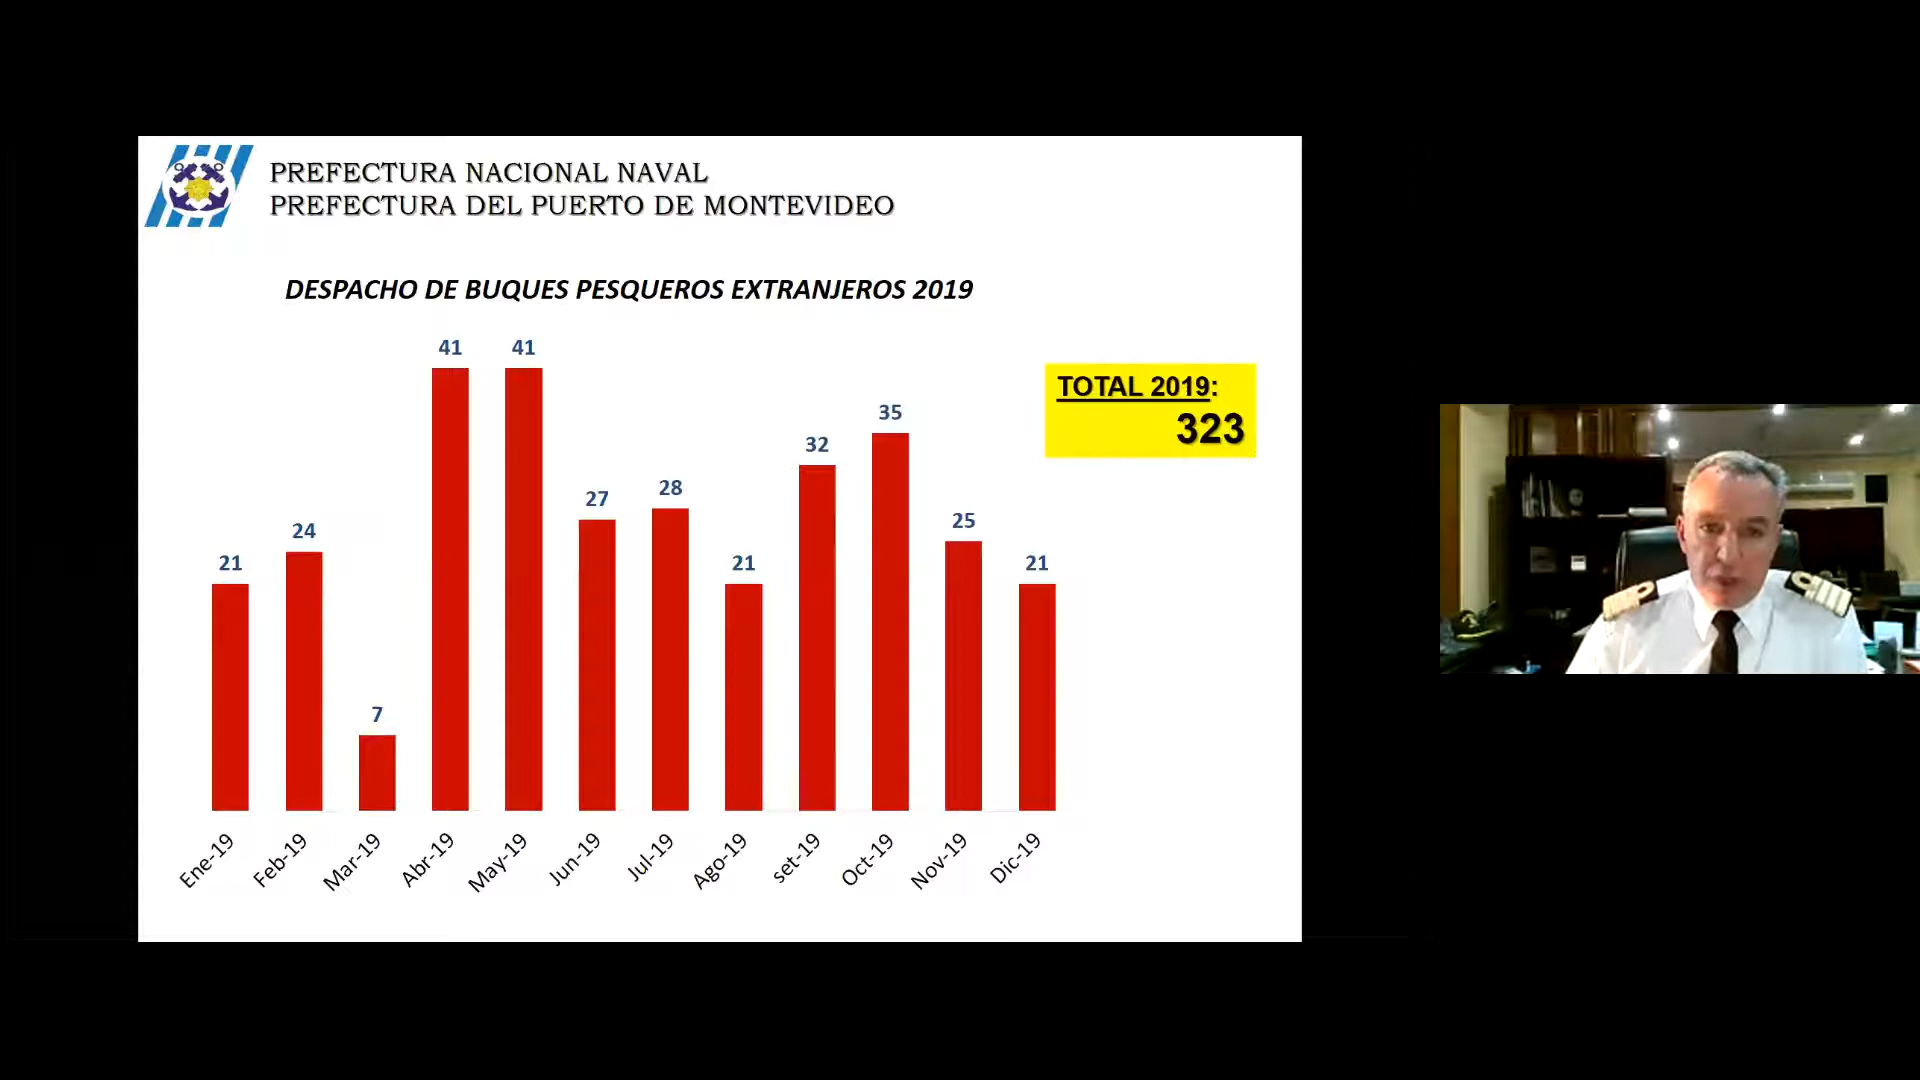 PREFECTURA NACIONAL NAVAL
PREFECTURA DEL PUERTO DE MONTEVIDEO
DESPACHO DE BUQUES PESQUEROS EXTRANJEROS 2019
TOTAL 2019:
323
21
24
7
41
41
27
28
21
32
35
25
21
Ene-19
Feb-19
Mar-19
Abr-19
May-19
Jun-19
Jul-19
Ago-19
set-19
Oct-19
Nov-19
Dic-19